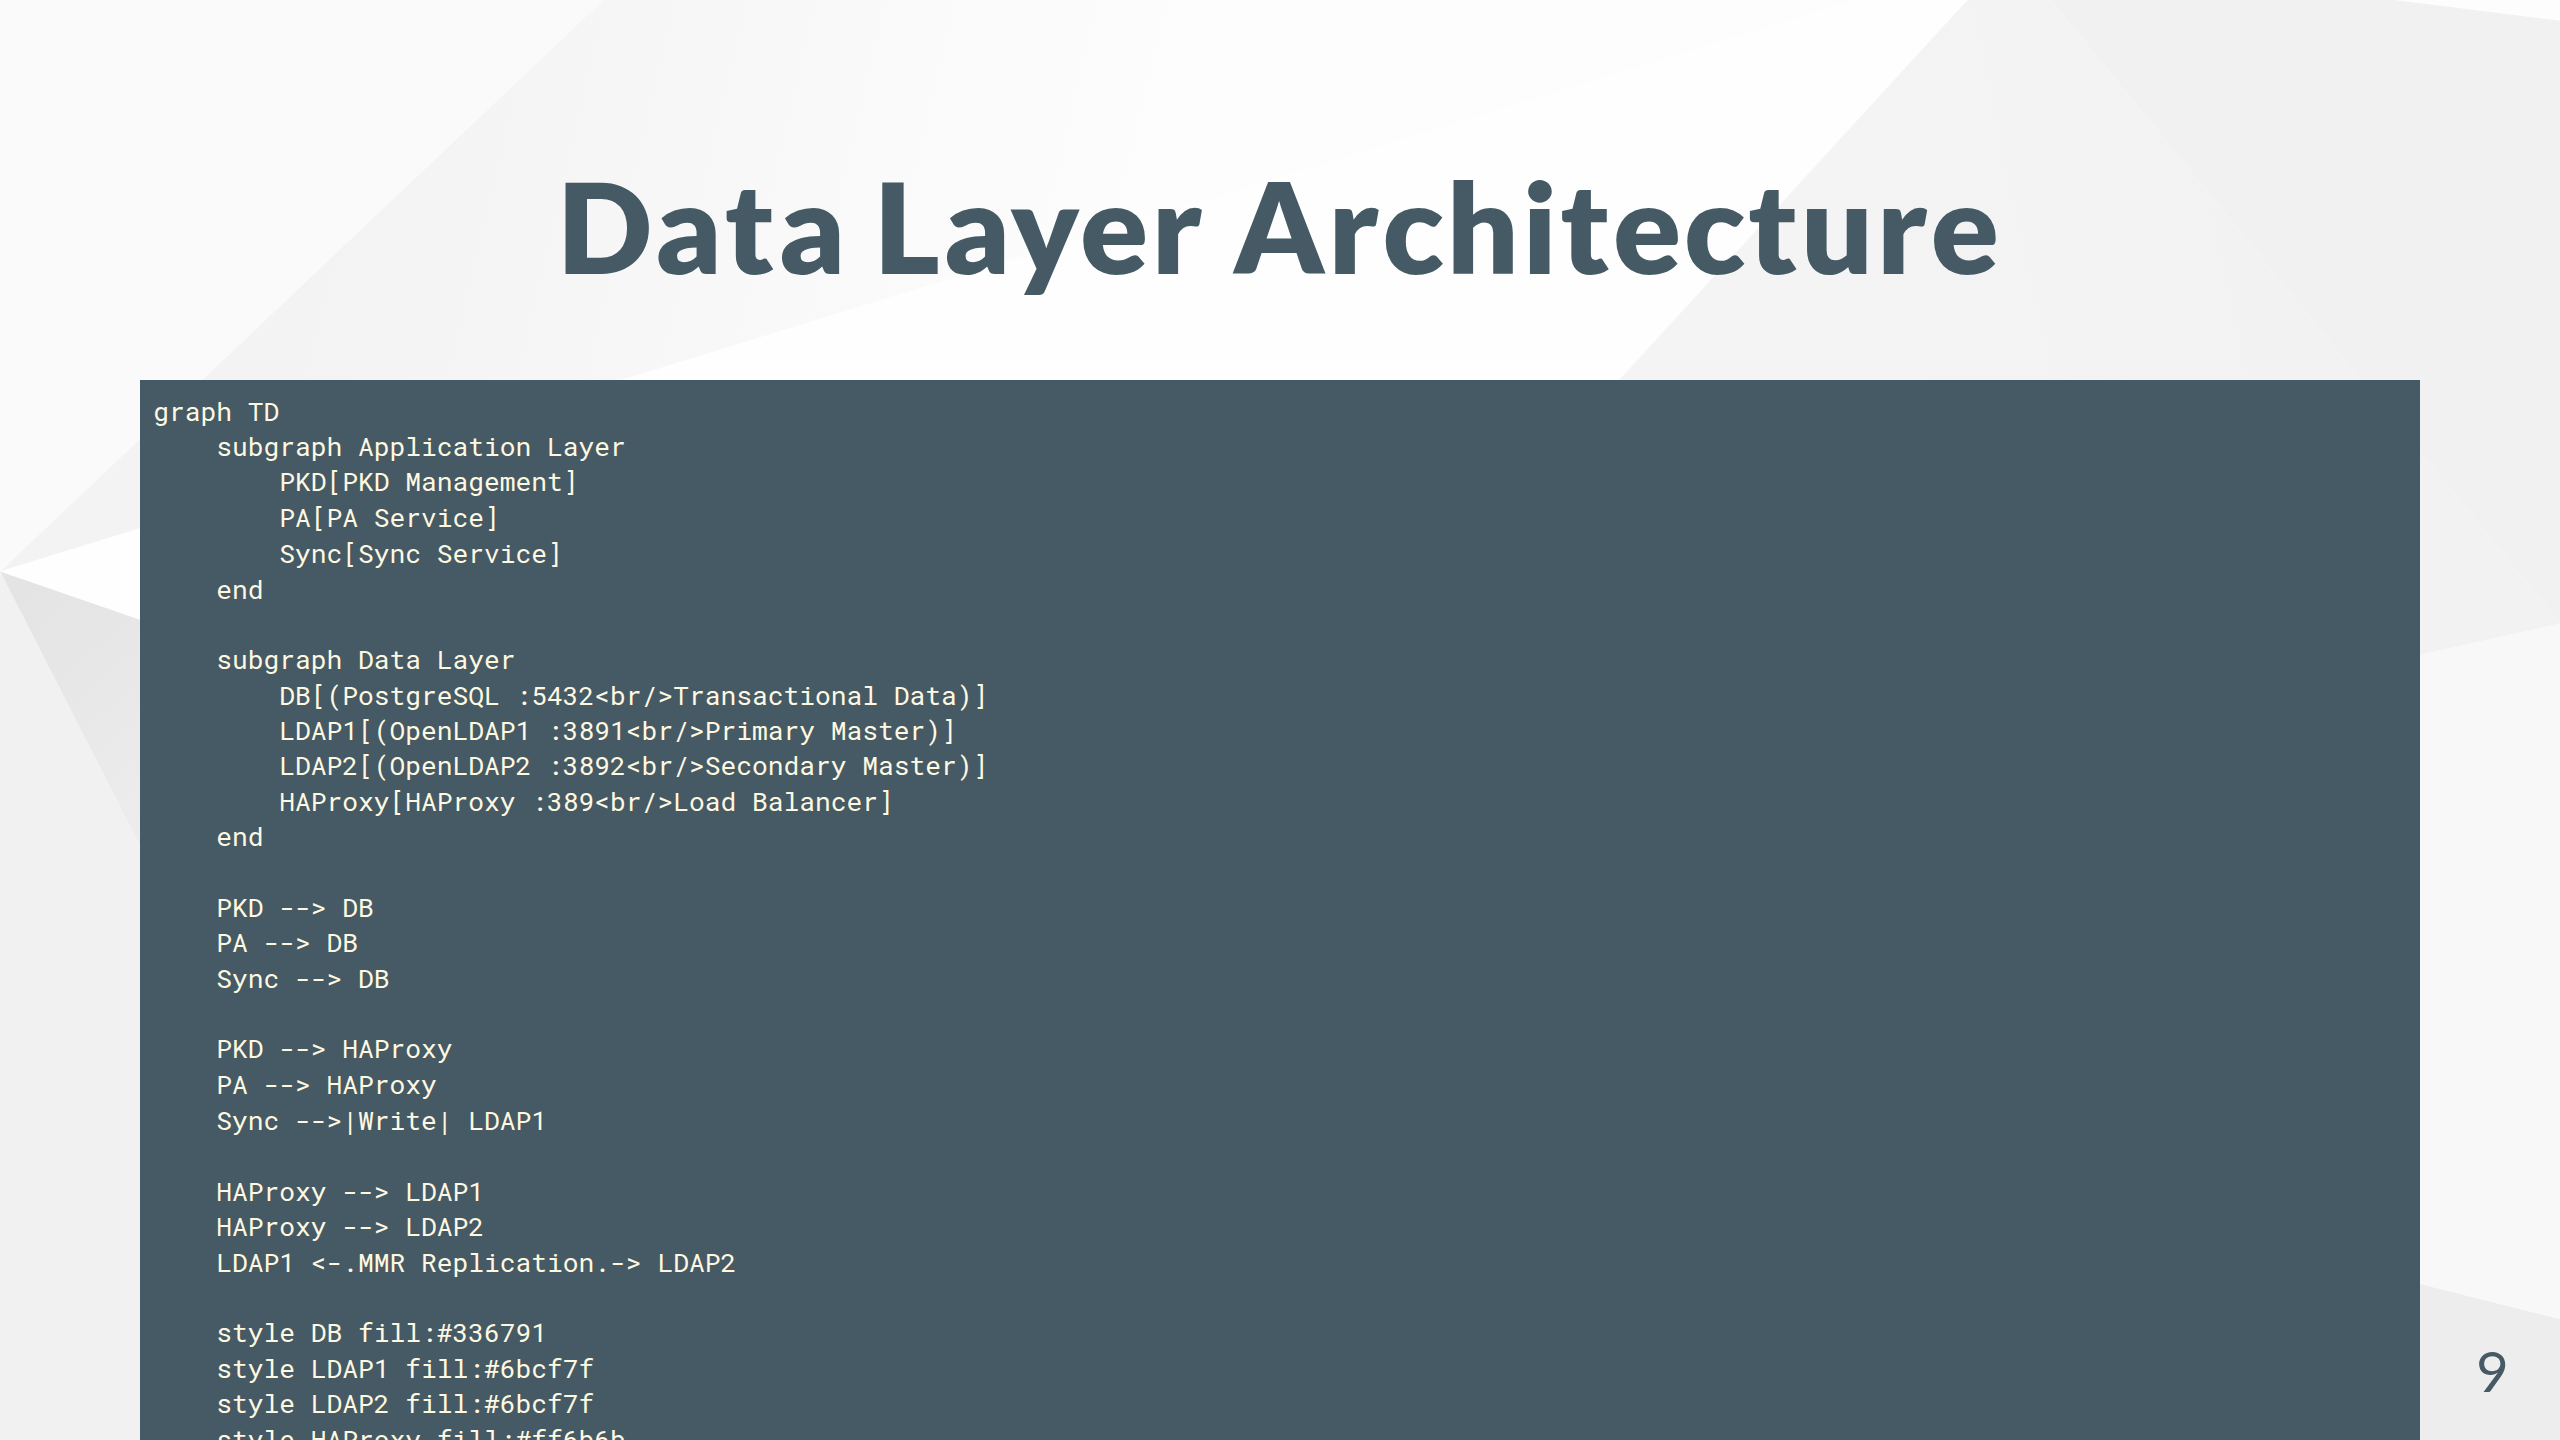 Data Layer Architecture
graph TD
    subgraph Application Layer
        PKD[PKD Management]
        PA[PA Service]
        Sync[Sync Service]
    end

    subgraph Data Layer
        DB[(PostgreSQL :5432<br/>Transactional Data)]
        LDAP1[(OpenLDAP1 :3891<br/>Primary Master)]
        LDAP2[(OpenLDAP2 :3892<br/>Secondary Master)]
        HAProxy[HAProxy :389<br/>Load Balancer]
    end

    PKD --> DB
    PA --> DB
    Sync --> DB

    PKD --> HAProxy
    PA --> HAProxy
    Sync -->|Write| LDAP1

    HAProxy --> LDAP1
    HAProxy --> LDAP2
    LDAP1 <-.MMR Replication.-> LDAP2

    style DB fill:#336791
    style LDAP1 fill:#6bcf7f
    style LDAP2 fill:#6bcf7f
    style HAProxy fill:#ff6b6b
9